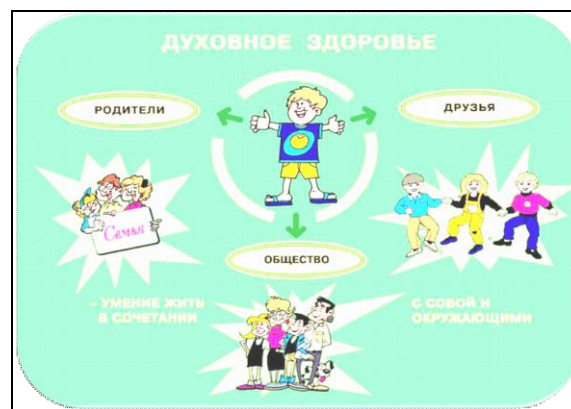 ДУХОВНОЕ ЗДОРОВЬЕ
РОДИТЕЛИ
ДРУЗЬЯ
Семья
ОБЩЕСТВО
- УМЕНИЕ ЖИТЬ
В СОЧЕТАНИИ
С СОБОЙ И
ОКРУЖАЮЩИМИ